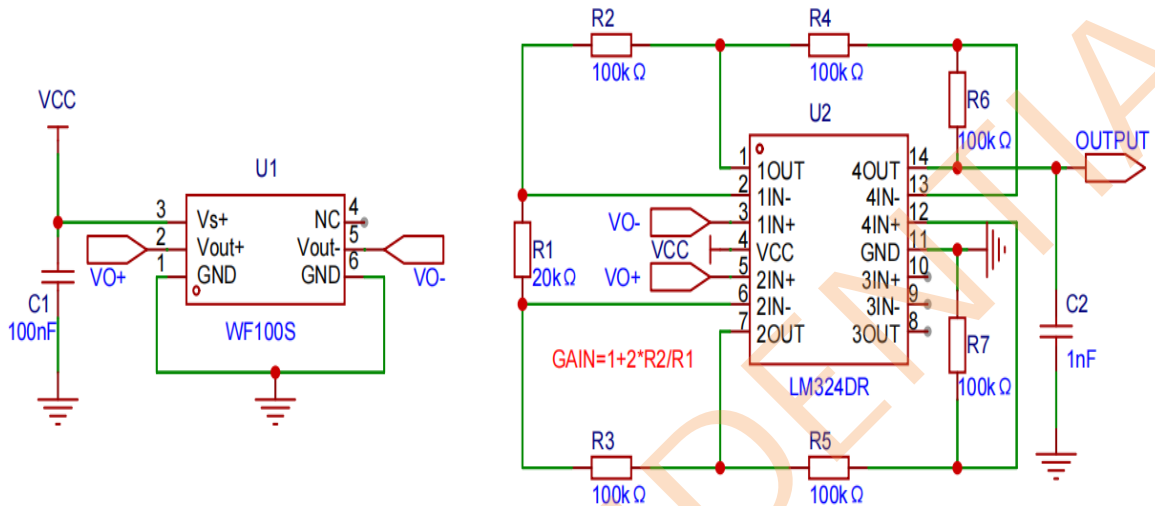 VCC
U1
3 Vs+ NC 4
2 Vout+ Vout- 5
1 GND GND 6
VO+
VO-
C1
100nF
WF100S
R2
100kΩ
R4
100kΩ
R6
100kΩ
U2
OUTPUT
1 1OUT 4OUT 14
2 1IN- 4IN- 13
VO- 3 1IN+ 4IN+ 12
VCC 4 VCC GND 11
VO+ 5 2IN+ 3IN+ 10
6 2IN- 3IN- 9
7 2OUT 3OUT 8
R1
20kΩ
GAIN=1+2*R2/R1
LM324DR
R7
100kΩ
C2
1nF
R3
100kΩ
R5
100kΩ
DENTIA